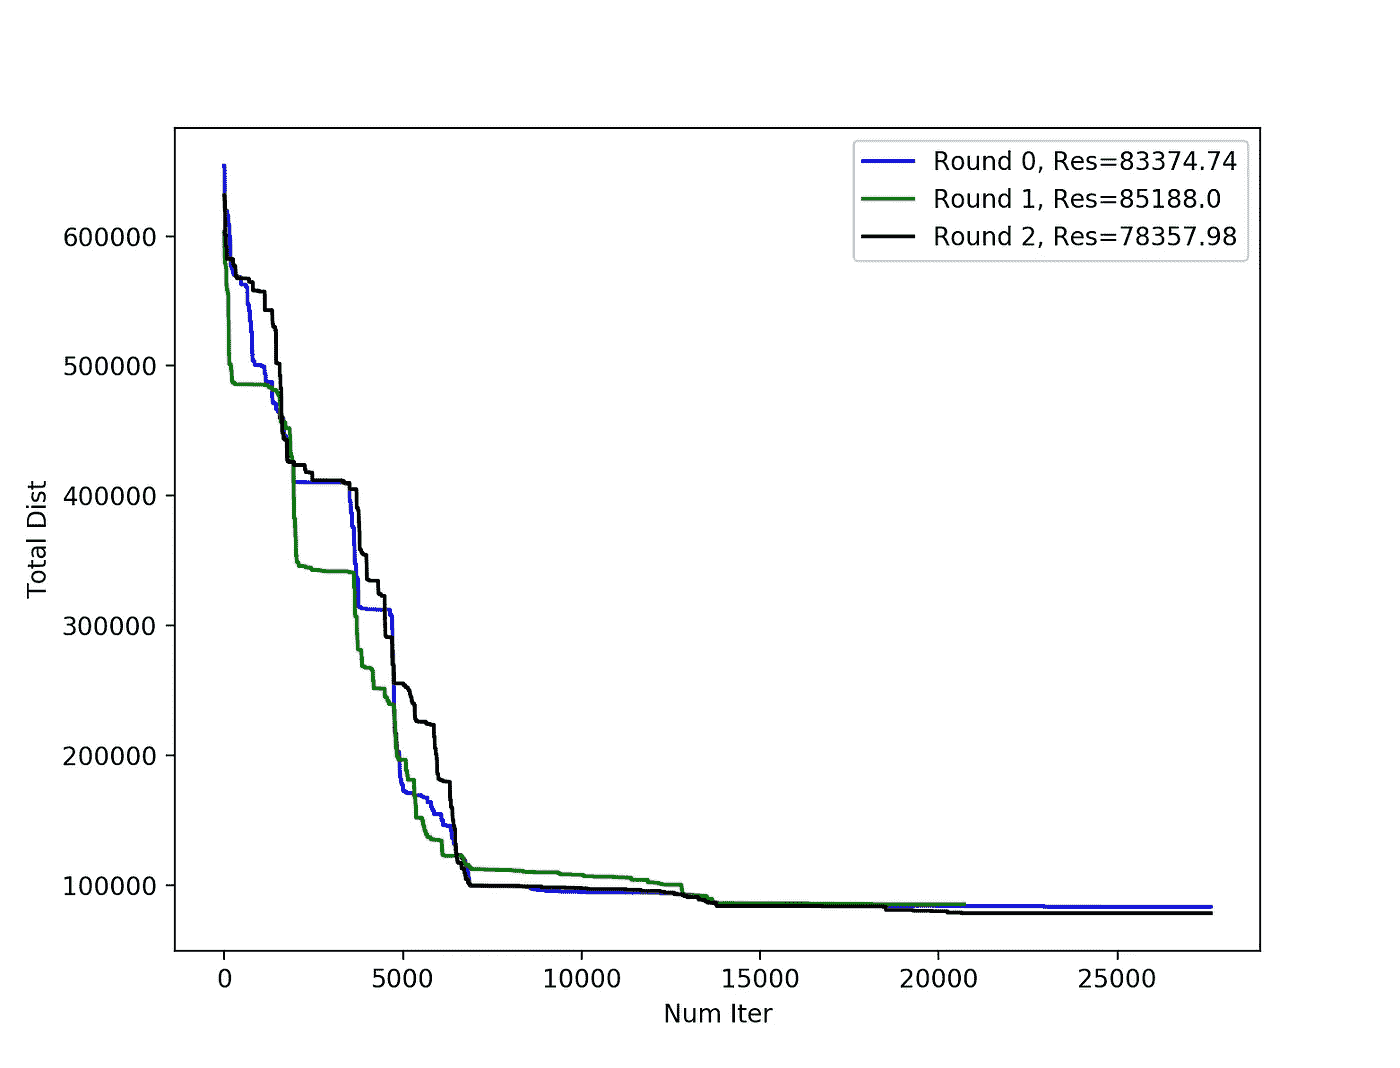 Round 0, Res=83374.74
Round 1, Res=85188.0
Round 2, Res=78357.98
Total Dist
600000
500000
400000
300000
200000
100000
0 5000 10000 15000 20000 25000
Num Iter